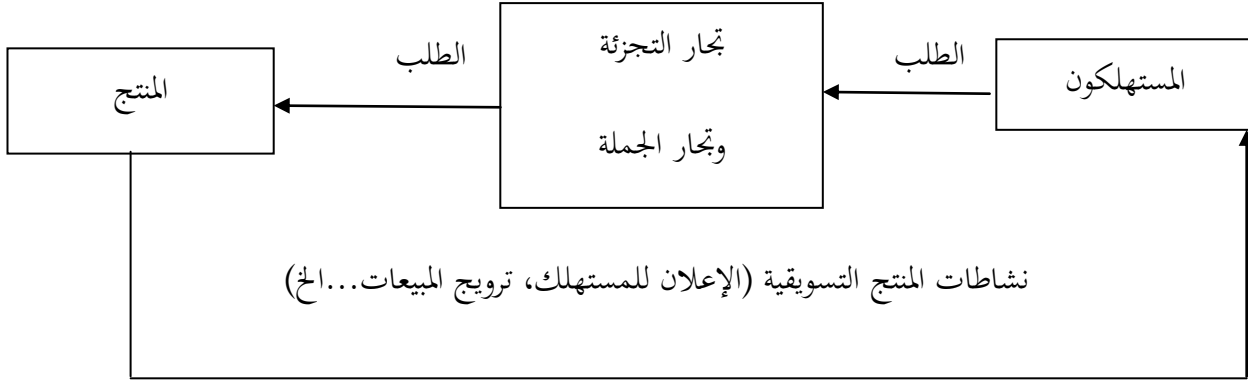 تجار التجزئة
الطلب
الطلب
المستهلكون
المنتج
وتجار الجملة
نشاطات المنتج التسويقية (الإعلان للمستهلك، ترويج المبيعات...الخ)